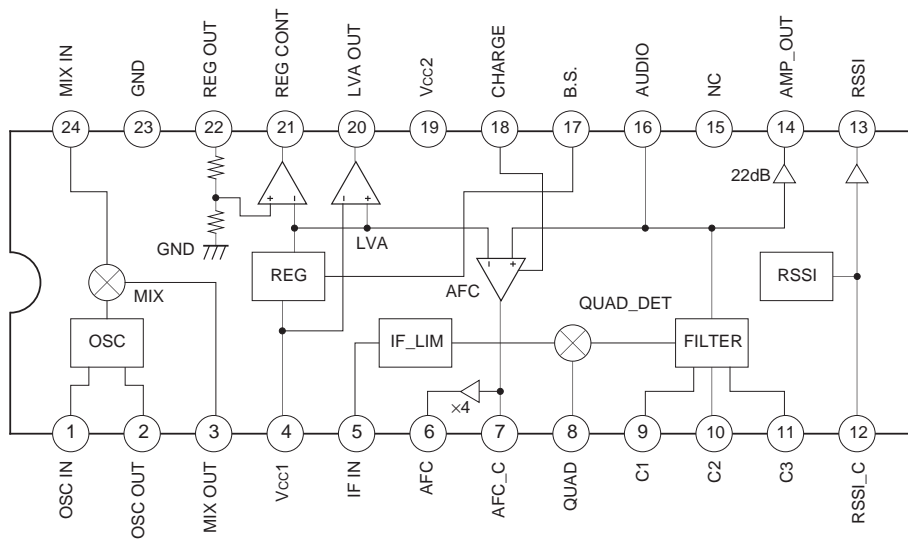 MIX IN
GND
REG OUT
REG CONT
LVA OUT
Vcc2
CHARGE
B.S.
AUDIO
NC
AMP_OUT
RSSI
24
23
22
21
20
19
18
17
16
15
14
13
22dB
+
−
−
+
LVA
GND
−
+
REG
AFC
RSSI
MIX
QUAD_DET
OSC
IF_LIM
FILTER
×4
1
2
3
4
5
6
7
8
9
10
11
12
OSC IN
OSC OUT
MIX OUT
Vcc1
IF IN
AFC
AFC_C
QUAD
C1
C2
C3
RSSI_C